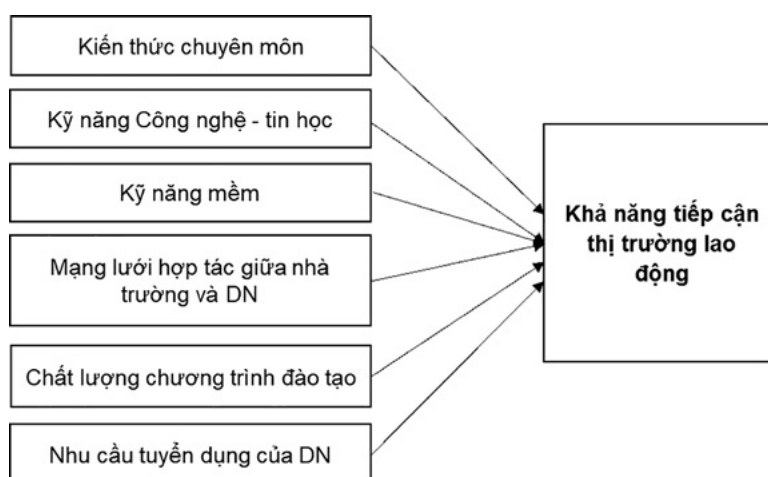 Kiến thức chuyên môn
Kỹ năng Công nghệ - tin học
Kỹ năng mềm
Mạng lưới hợp tác giữa nhà
trường và DN
Chất lượng chương trình đào tạo
Nhu cầu tuyển dụng của DN
Khả năng tiếp cận
thị trường lao
động